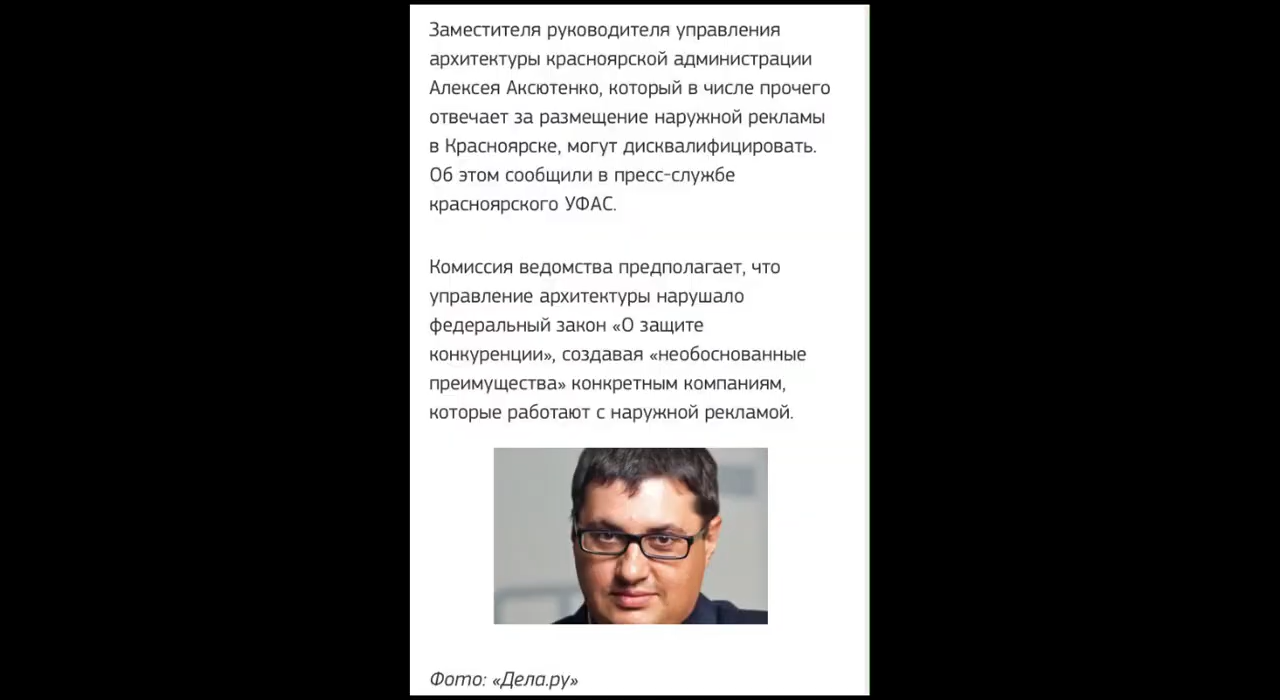 Заместителя руководителя управления
архитектуры красноярской администрации
Алексея Аксютенко, который в числе прочего
отвечает за размещение наружной рекламы
в Красноярске, могут дисквалифицировать.
Об этом сообщили в пресс-службе
красноярского УФАС.
Комиссия ведомства предполагает, что
управление архитектуры нарушало
федеральный закон «О защите
конкуренции», создавая «необоснованные
преимущества» конкретным компаниям,
которые работают с наружной рекламой.
Фото: «Дела.ру»